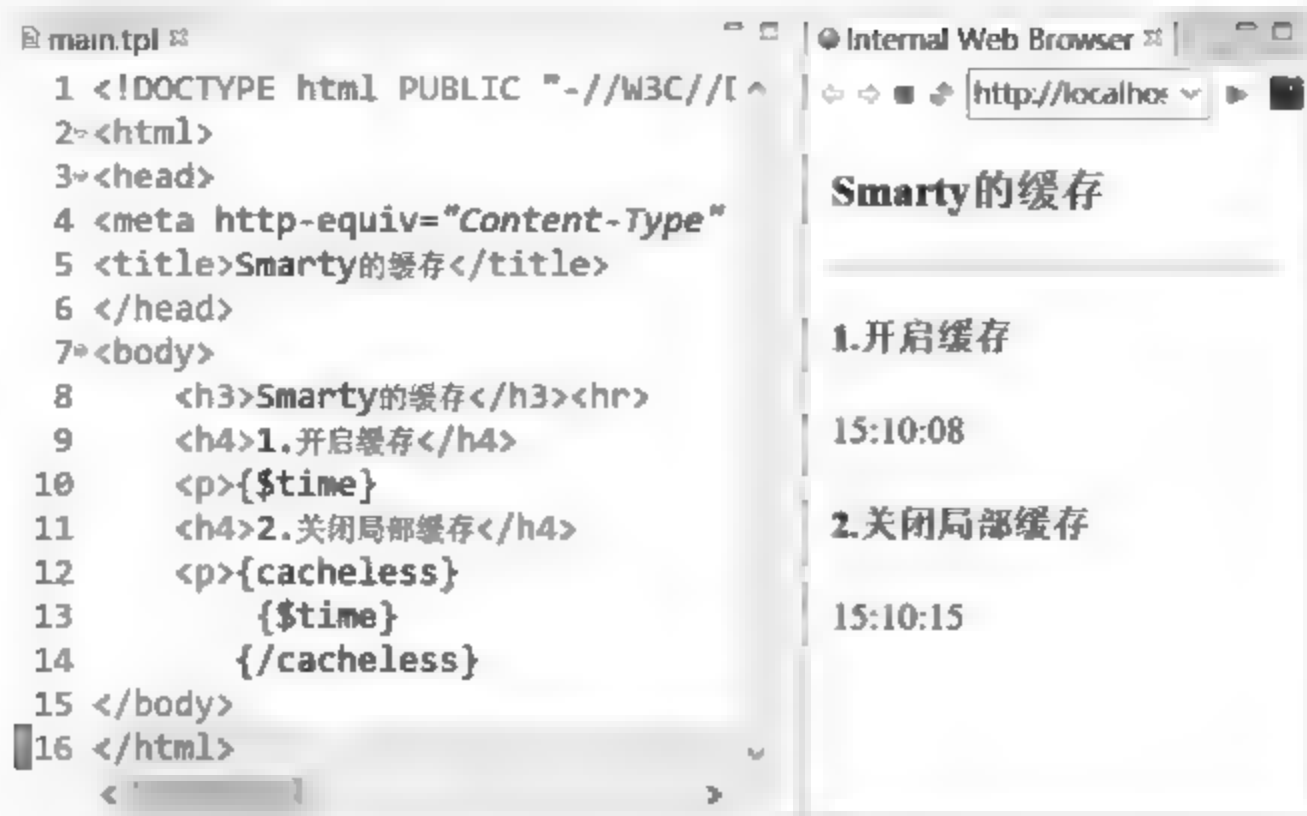 main.tpl
1 <!DOCTYPE html PUBLIC "-//W3C//D
2 <html>
3 <head>
4 <meta http-equiv="Content-Type"
5 <title>Smarty的缓存</title>
6 </head>
7 <body>
8 <h3>Smarty的缓存</h3><hr>
9 <h4>1.开启缓存</h4>
10 <p>{$time}
11 <h4>2.关闭局部缓存</h4>
12 <p>{cacheless}
13 {$time}
14 {/cacheless}
15 </body>
16 </html>
Internal Web Browser
http://localhos
Smarty的缓存
1.开启缓存
15:10:08
2.关闭局部缓存
15:10:15